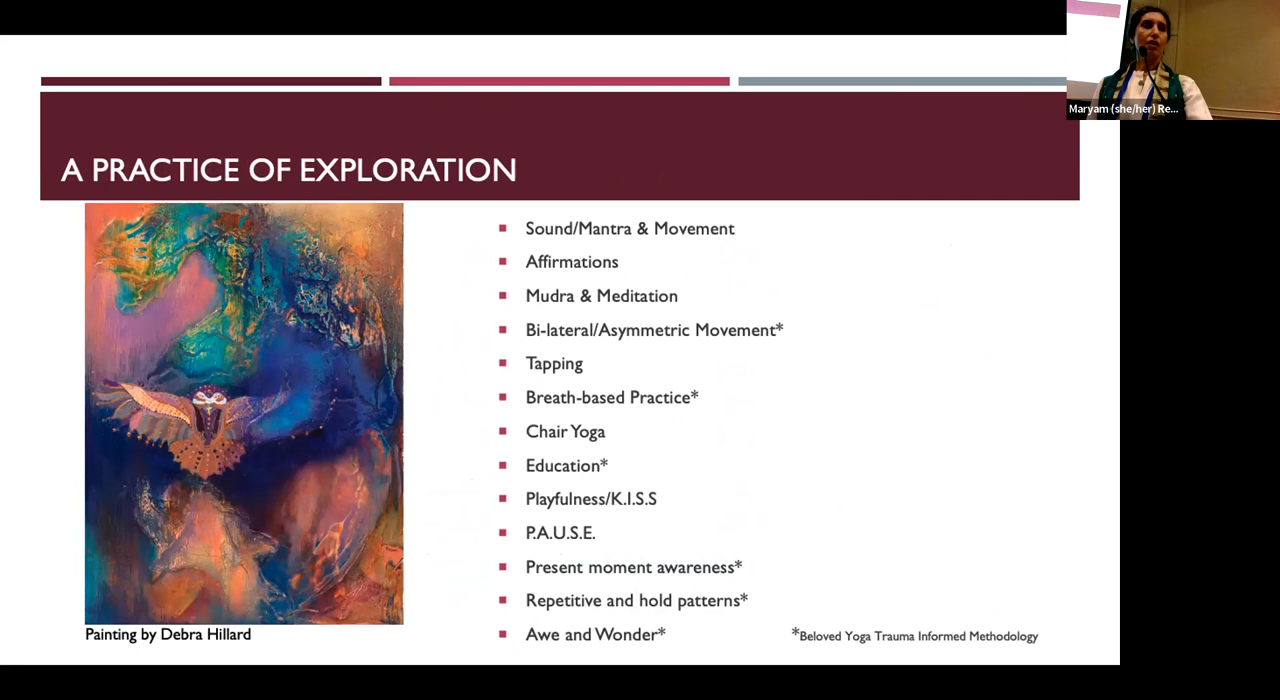 Maryam (she/her) Re...
A PRACTICE OF EXPLORATION
Sound/Mantra & Movement
Affirmations
Mudra & Meditation
Bi-lateral/Asymmetric Movement*
Tapping
Breath-based Practice*
Chair Yoga
Education*
Playfulness/K.I.S.S
P.A.U.S.E.
Present moment awareness*
Repetitive and hold patterns*
Awe and Wonder*
Painting by Debra Hillard
*Beloved Yoga Trauma Informed Methodology